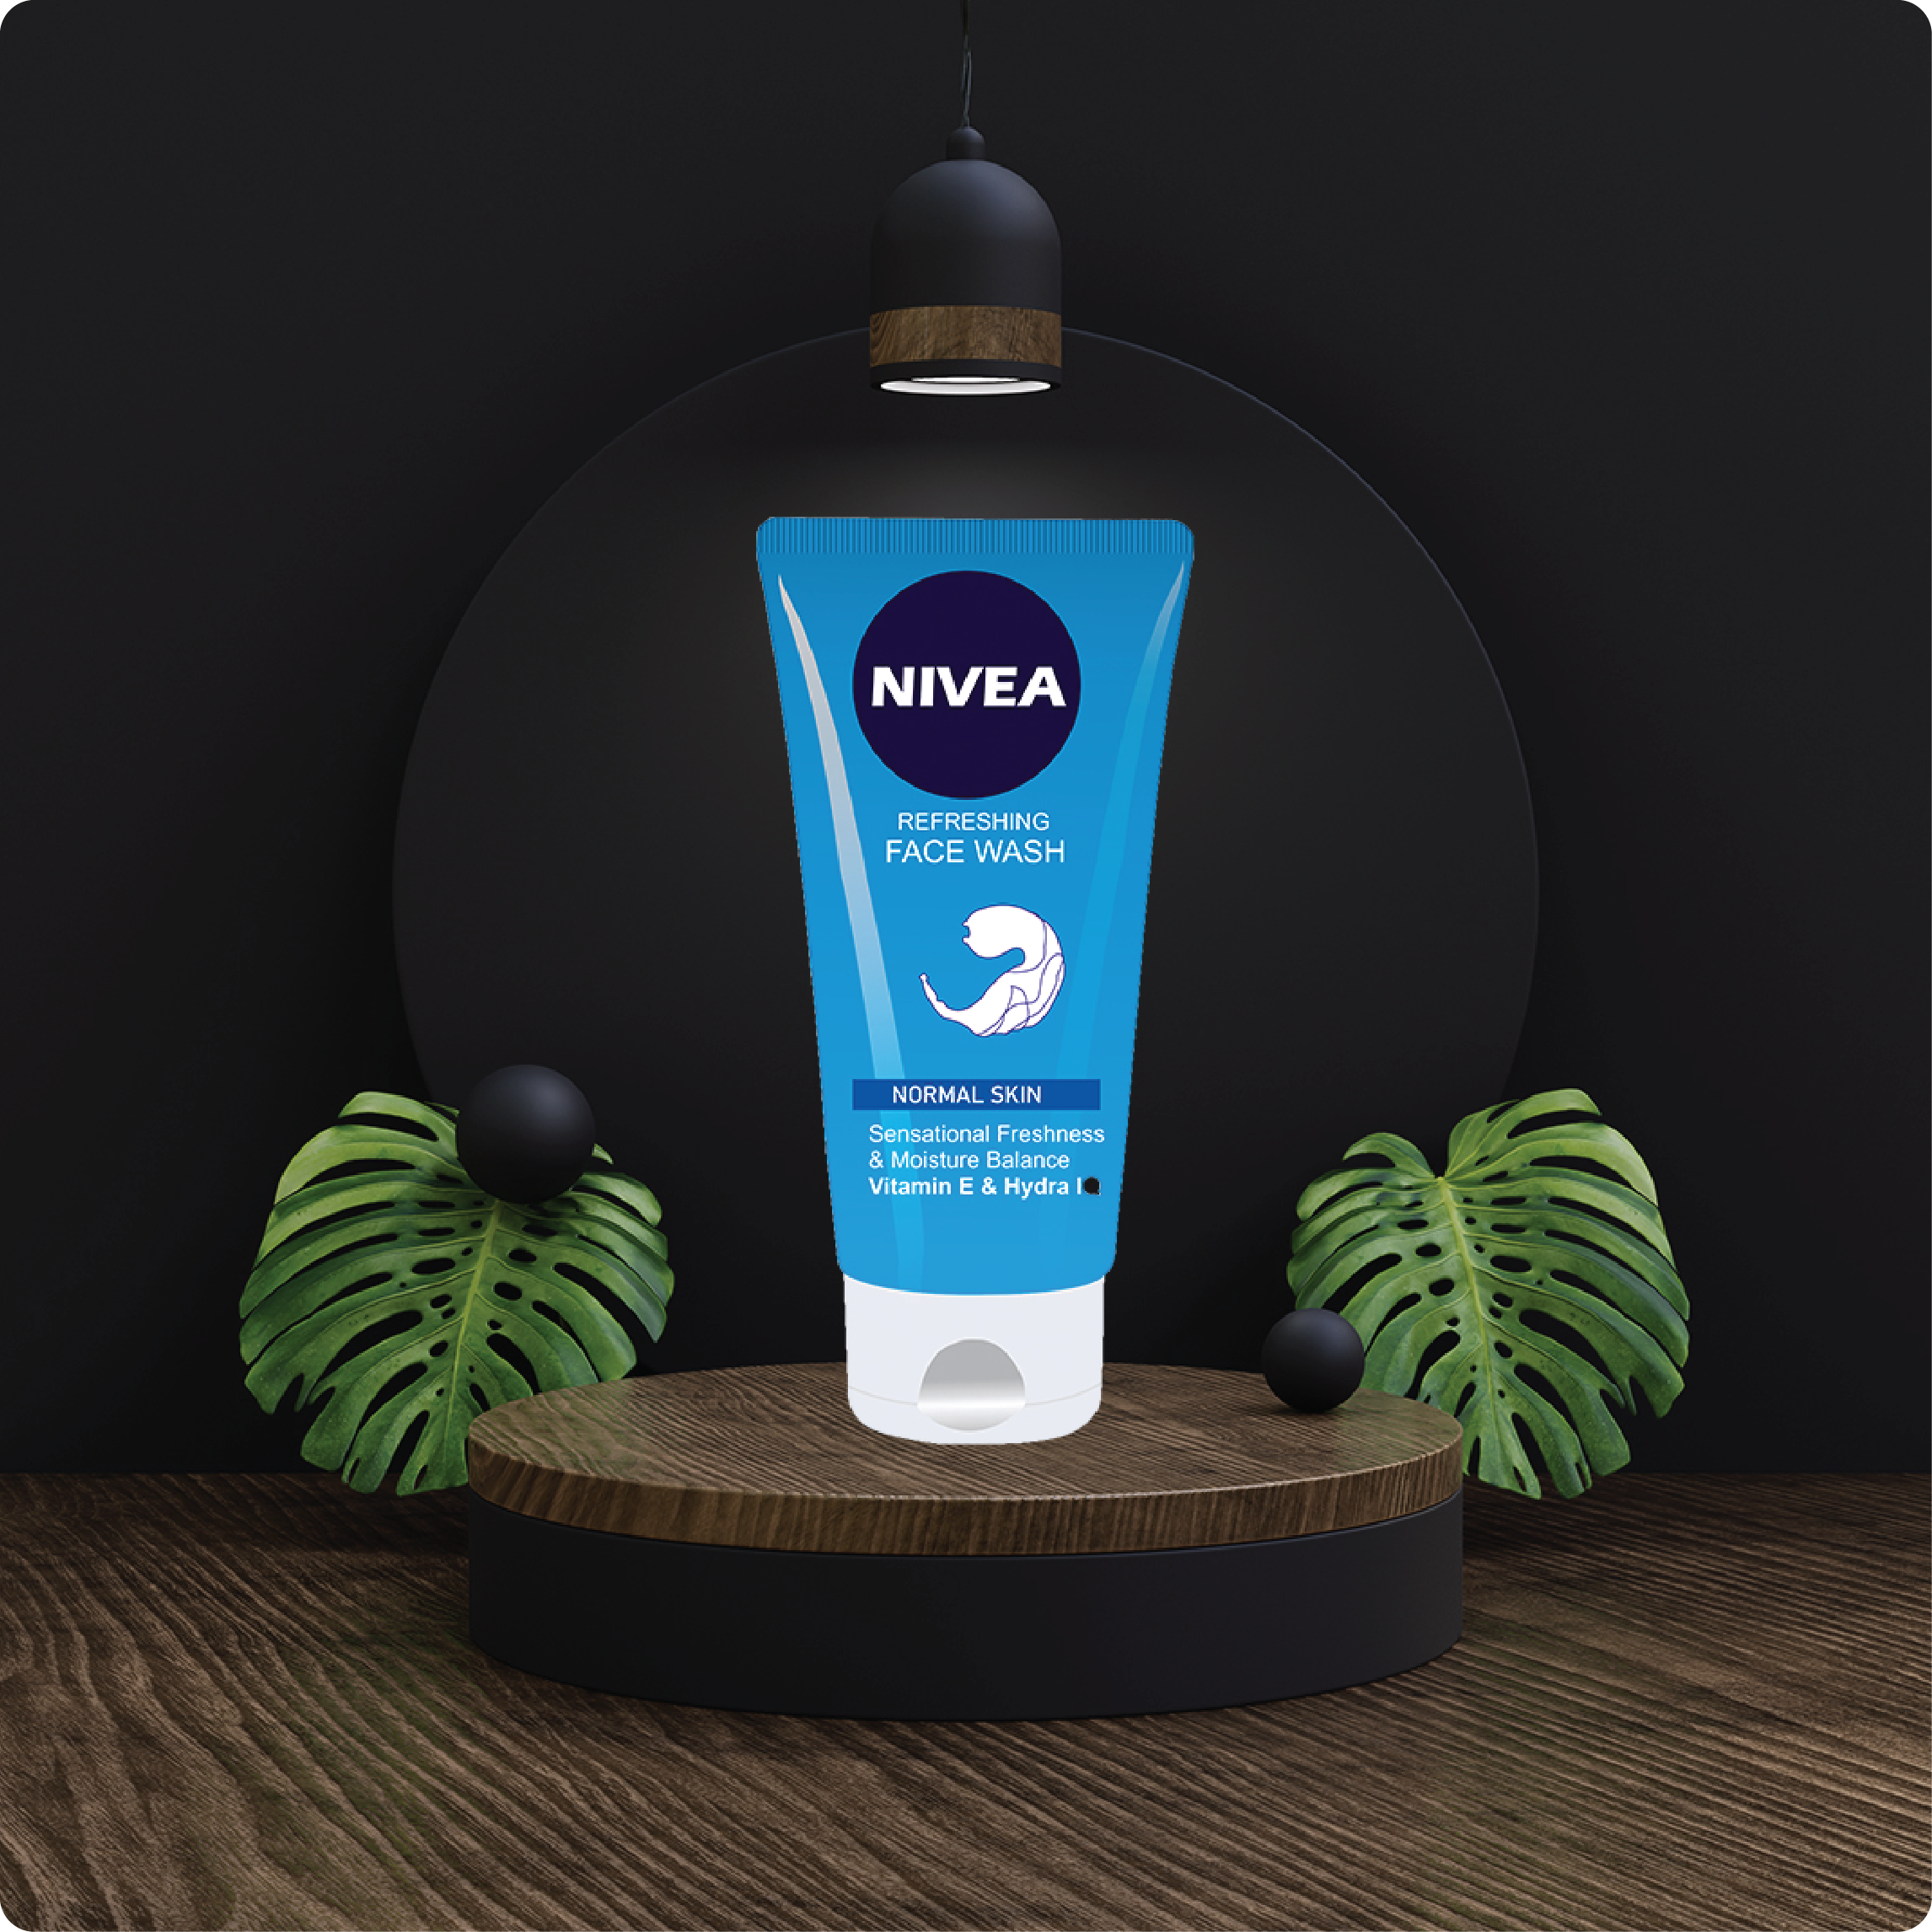 NIVEA
REFRESHING
FACE WASH
NORMAL SKIN
Sensational Freshness
& Moisture Balance
Vitamin E & Hydra